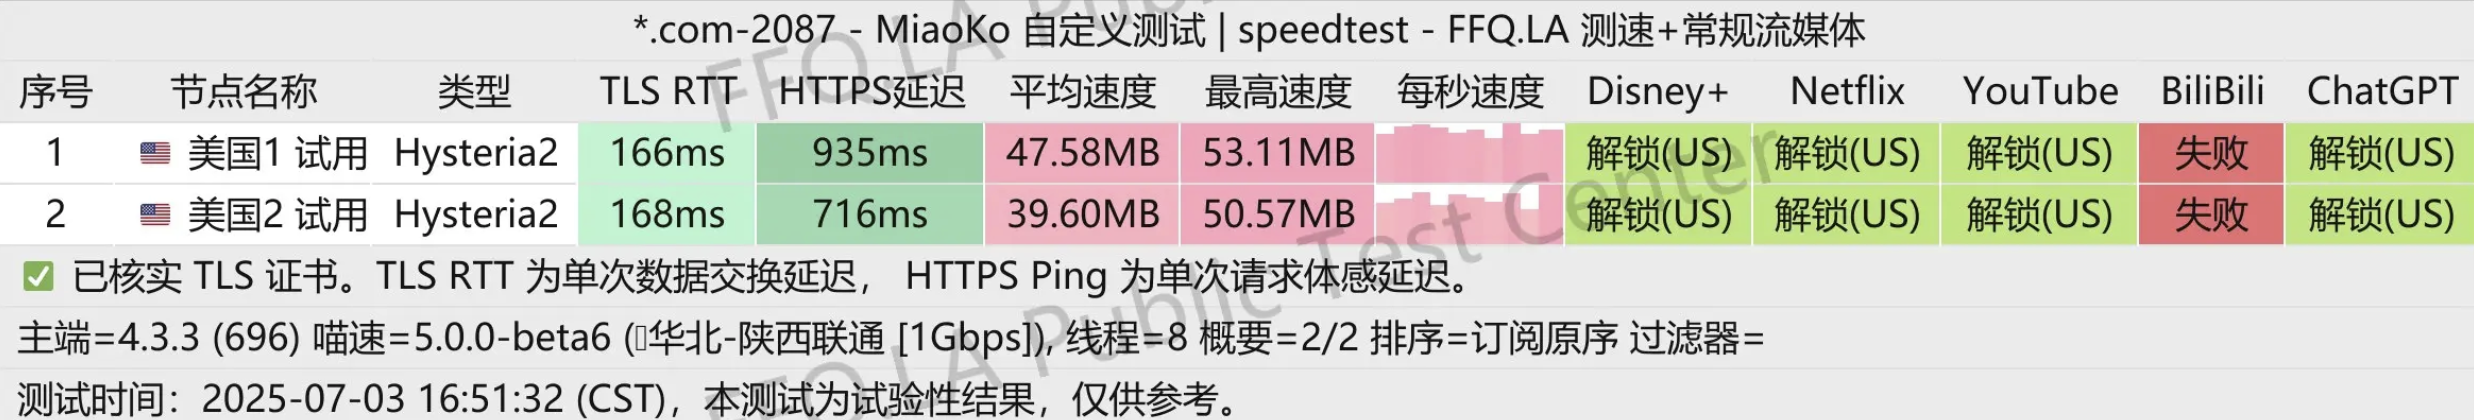 *.com-2087 - MiaoKo 自定义测试 | speedtest - FFQ.LA 测速+常规流媒体
序号 节点名称 类型 TLS RTT HTTPS延迟 平均速度 最高速度 每秒速度 Disney+ Netflix YouTube BiliBili ChatGPT
1 美国1 试用 Hysteria2 166ms 935ms 47.58MB 53.11MB 解锁(US) 解锁(US) 解锁(US) 失败 解锁(US)
2 美国2 试用 Hysteria2 168ms 716ms 39.60MB 50.57MB 解锁(US) 解锁(US) 解锁(US) 失败 解锁(US)
已核实 TLS 证书。TLS RTT 为单次数据交换延迟， HTTPS Ping 为单次请求体感延迟。
主端=4.3.3 (696) 喵速=5.0.0-beta6 (华北-陕西联通 [1Gbps]), 线程=8 概要=2/2 排序=订阅原序 过滤器=
测试时间：2025-07-03 16:51:32 (CST)，本测试为试验性结果，仅供参考。
FFQ.LA Public Test Center
FFQ.LA Public Test Center